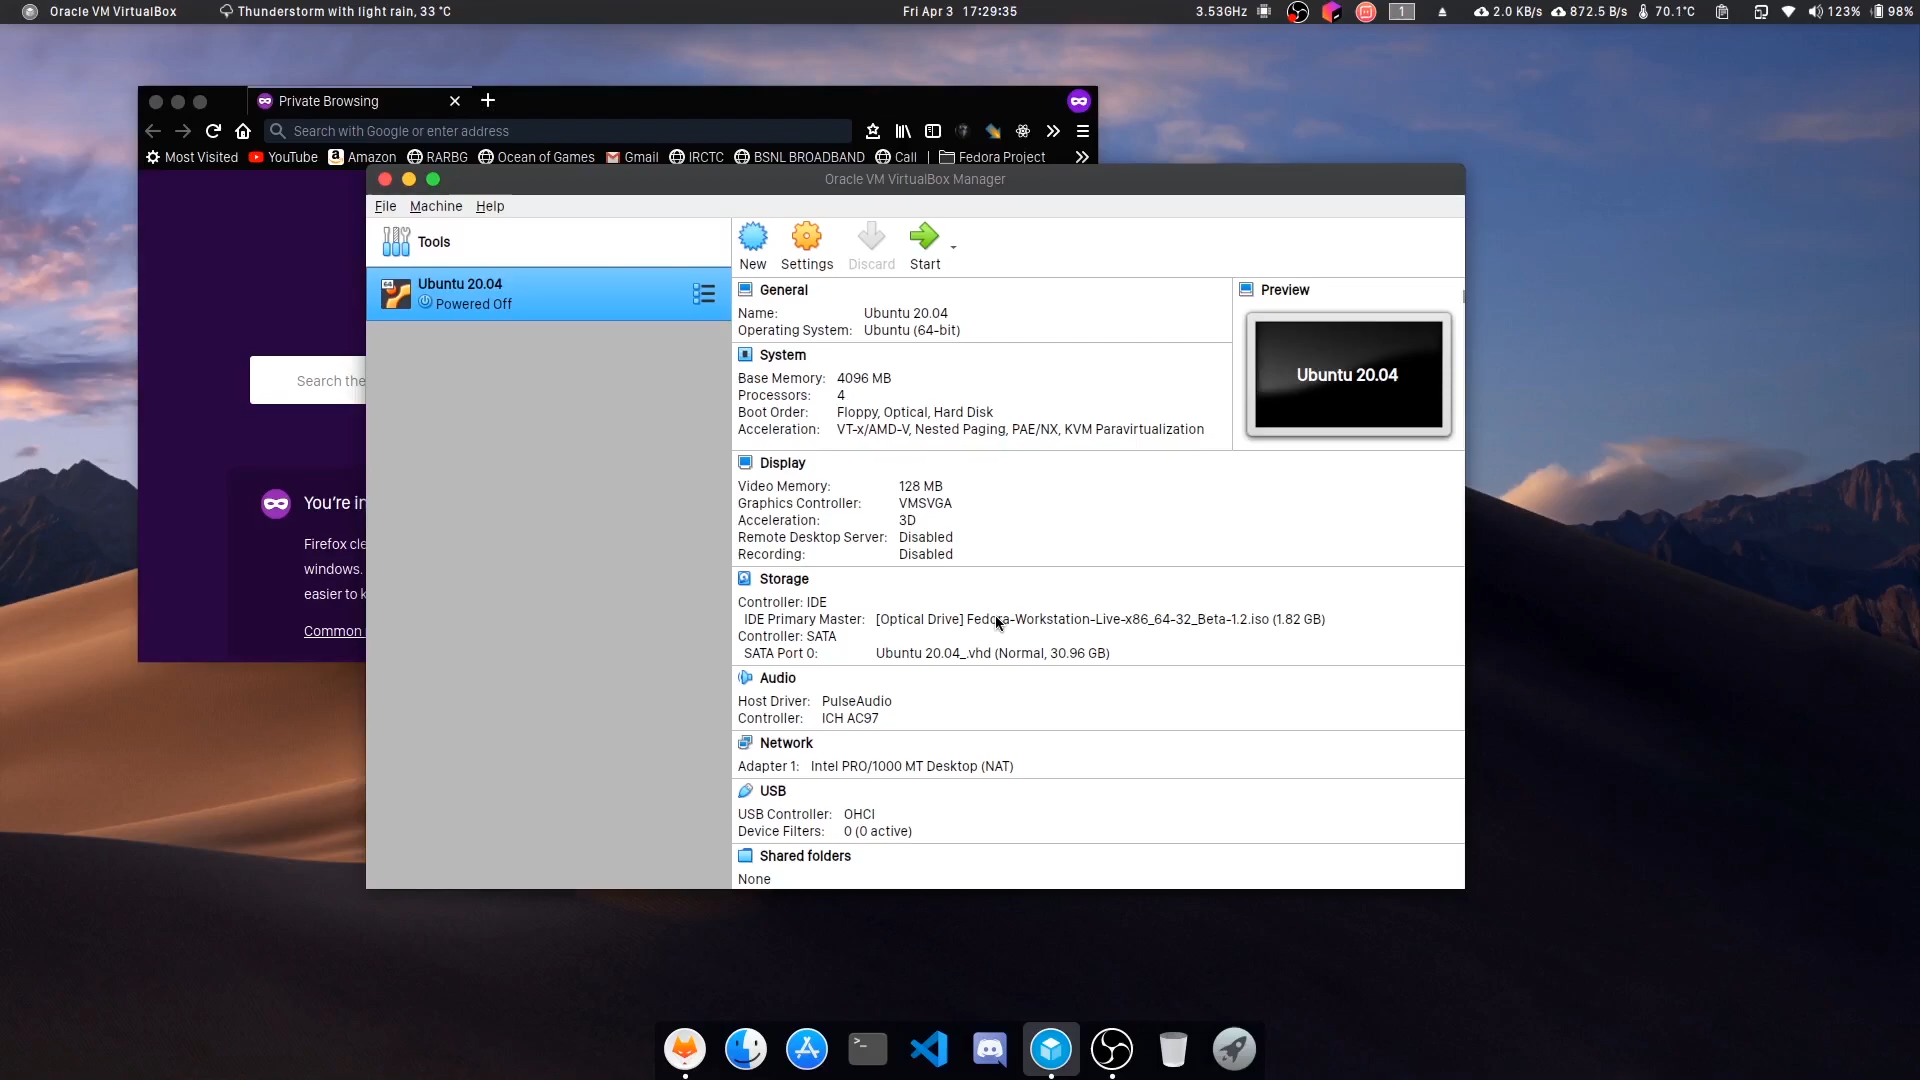 Oracle VM VirtualBox
Thunderstorm with light rain, 33 °C
Fri Apr 3 17:29:35
3.53GHz
1
2.0 KB/s
872.5 B/s
70.1°C
123%
98%
Private Browsing
Search with Google or enter address
Most Visited
YouTube
Amazon
RARBG
Ocean of Games
Gmail
IRCTC
BSNL BROADBAND
Call
Fedora Project
Search the
You're in
Firefox cle
windows.
easier to k
Common
Oracle VM VirtualBox Manager
File Machine Help
Tools
64
Ubuntu 20.04
Powered Off
New
Settings
Discard
Start
General
Name: Ubuntu 20.04
Operating System: Ubuntu (64-bit)
Preview
Ubuntu 20.04
System
Base Memory: 4096 MB
Processors: 4
Boot Order: Floppy, Optical, Hard Disk
Acceleration: VT-x/AMD-V, Nested Paging, PAE/NX, KVM Paravirtualization
Display
Video Memory: 128 MB
Graphics Controller: VMSVGA
Acceleration: 3D
Remote Desktop Server: Disabled
Recording: Disabled
Storage
Controller: IDE
IDE Primary Master: [Optical Drive] Fedora-Workstation-Live-x86_64-32_Beta-1.2.iso (1.82 GB)
Controller: SATA
SATA Port 0: Ubuntu 20.04_.vhd (Normal, 30.96 GB)
Audio
Host Driver: PulseAudio
Controller: ICH AC97
Network
Adapter 1: Intel PRO/1000 MT Desktop (NAT)
USB
USB Controller: OHCI
Device Filters: 0 (0 active)
Shared folders
None